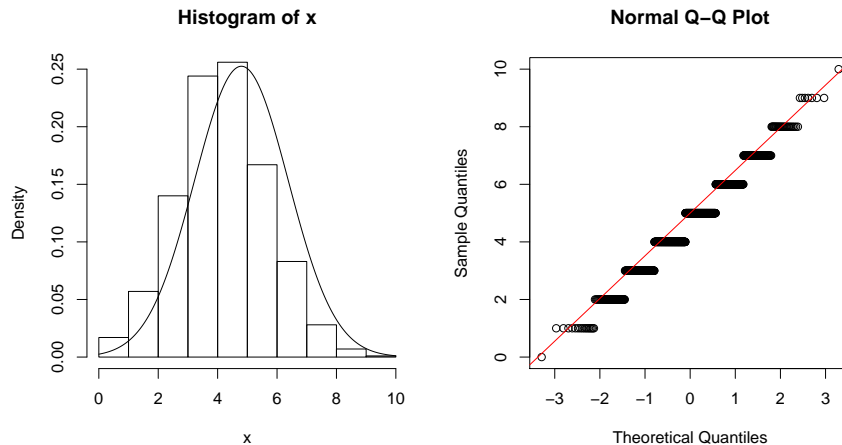 Histogram of x
Density
0.00 0.05 0.10 0.15 0.20 0.25
0 2 4 6 8 10
x
Normal Q−Q Plot
Sample Quantiles
0 2 4 6 8 10
−3 −2 −1 0 1 2 3
Theoretical Quantiles